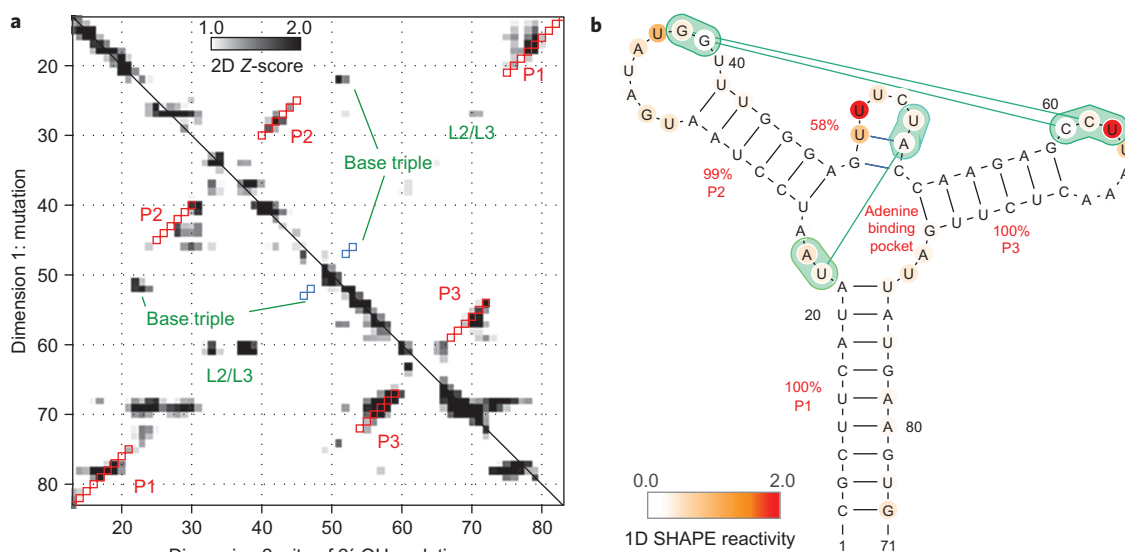 a
1.0 2.0
2D Z-score
P1
P2
L2/L3
Base triple
P2
P3
Base triple
L2/L3
P3
P1
Dimension 1: mutation
20
30
40
50
60
70
80
20 30 40 50 60 70 80
b
A U G G U
U A G U A A U C C U A
U U G G G A G
U U U C U A C
C A A G A G C C U U A
A A C U C U U G A U
A U
A U A C U U C G C
U A U G A A G U G
40
60
20
80
1 71
58%
99%
P2
Adenine
binding
pocket
100%
P3
100%
P1
0.0 2.0
1D SHAPE reactivity